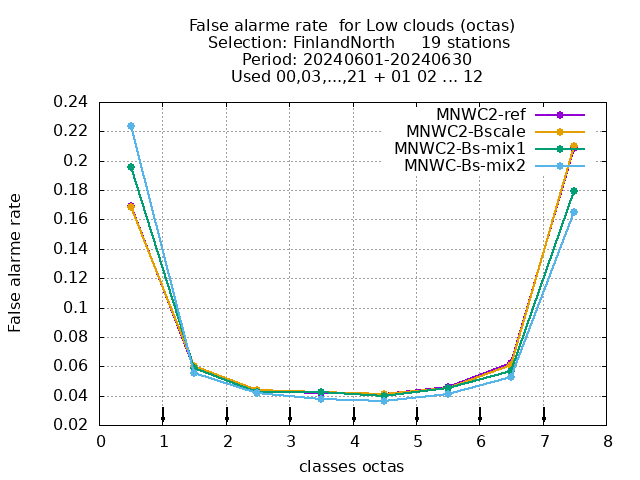 False alarme rate  for Low clouds (octas)
Selection: FinlandNorth     19 stations
Period: 20240601-20240630
Used 00,03,...,21 + 01 02 ... 12
False alarme rate
0.24
0.22
0.2
0.18
0.16
0.14
0.12
0.1
0.08
0.06
0.04
0.02
MNWC2-ref
MNWC2-Bscale
MNWC2-Bs-mix1
MNWC-Bs-mix2
0 1 2 3 4 5 6 7 8
classes octas